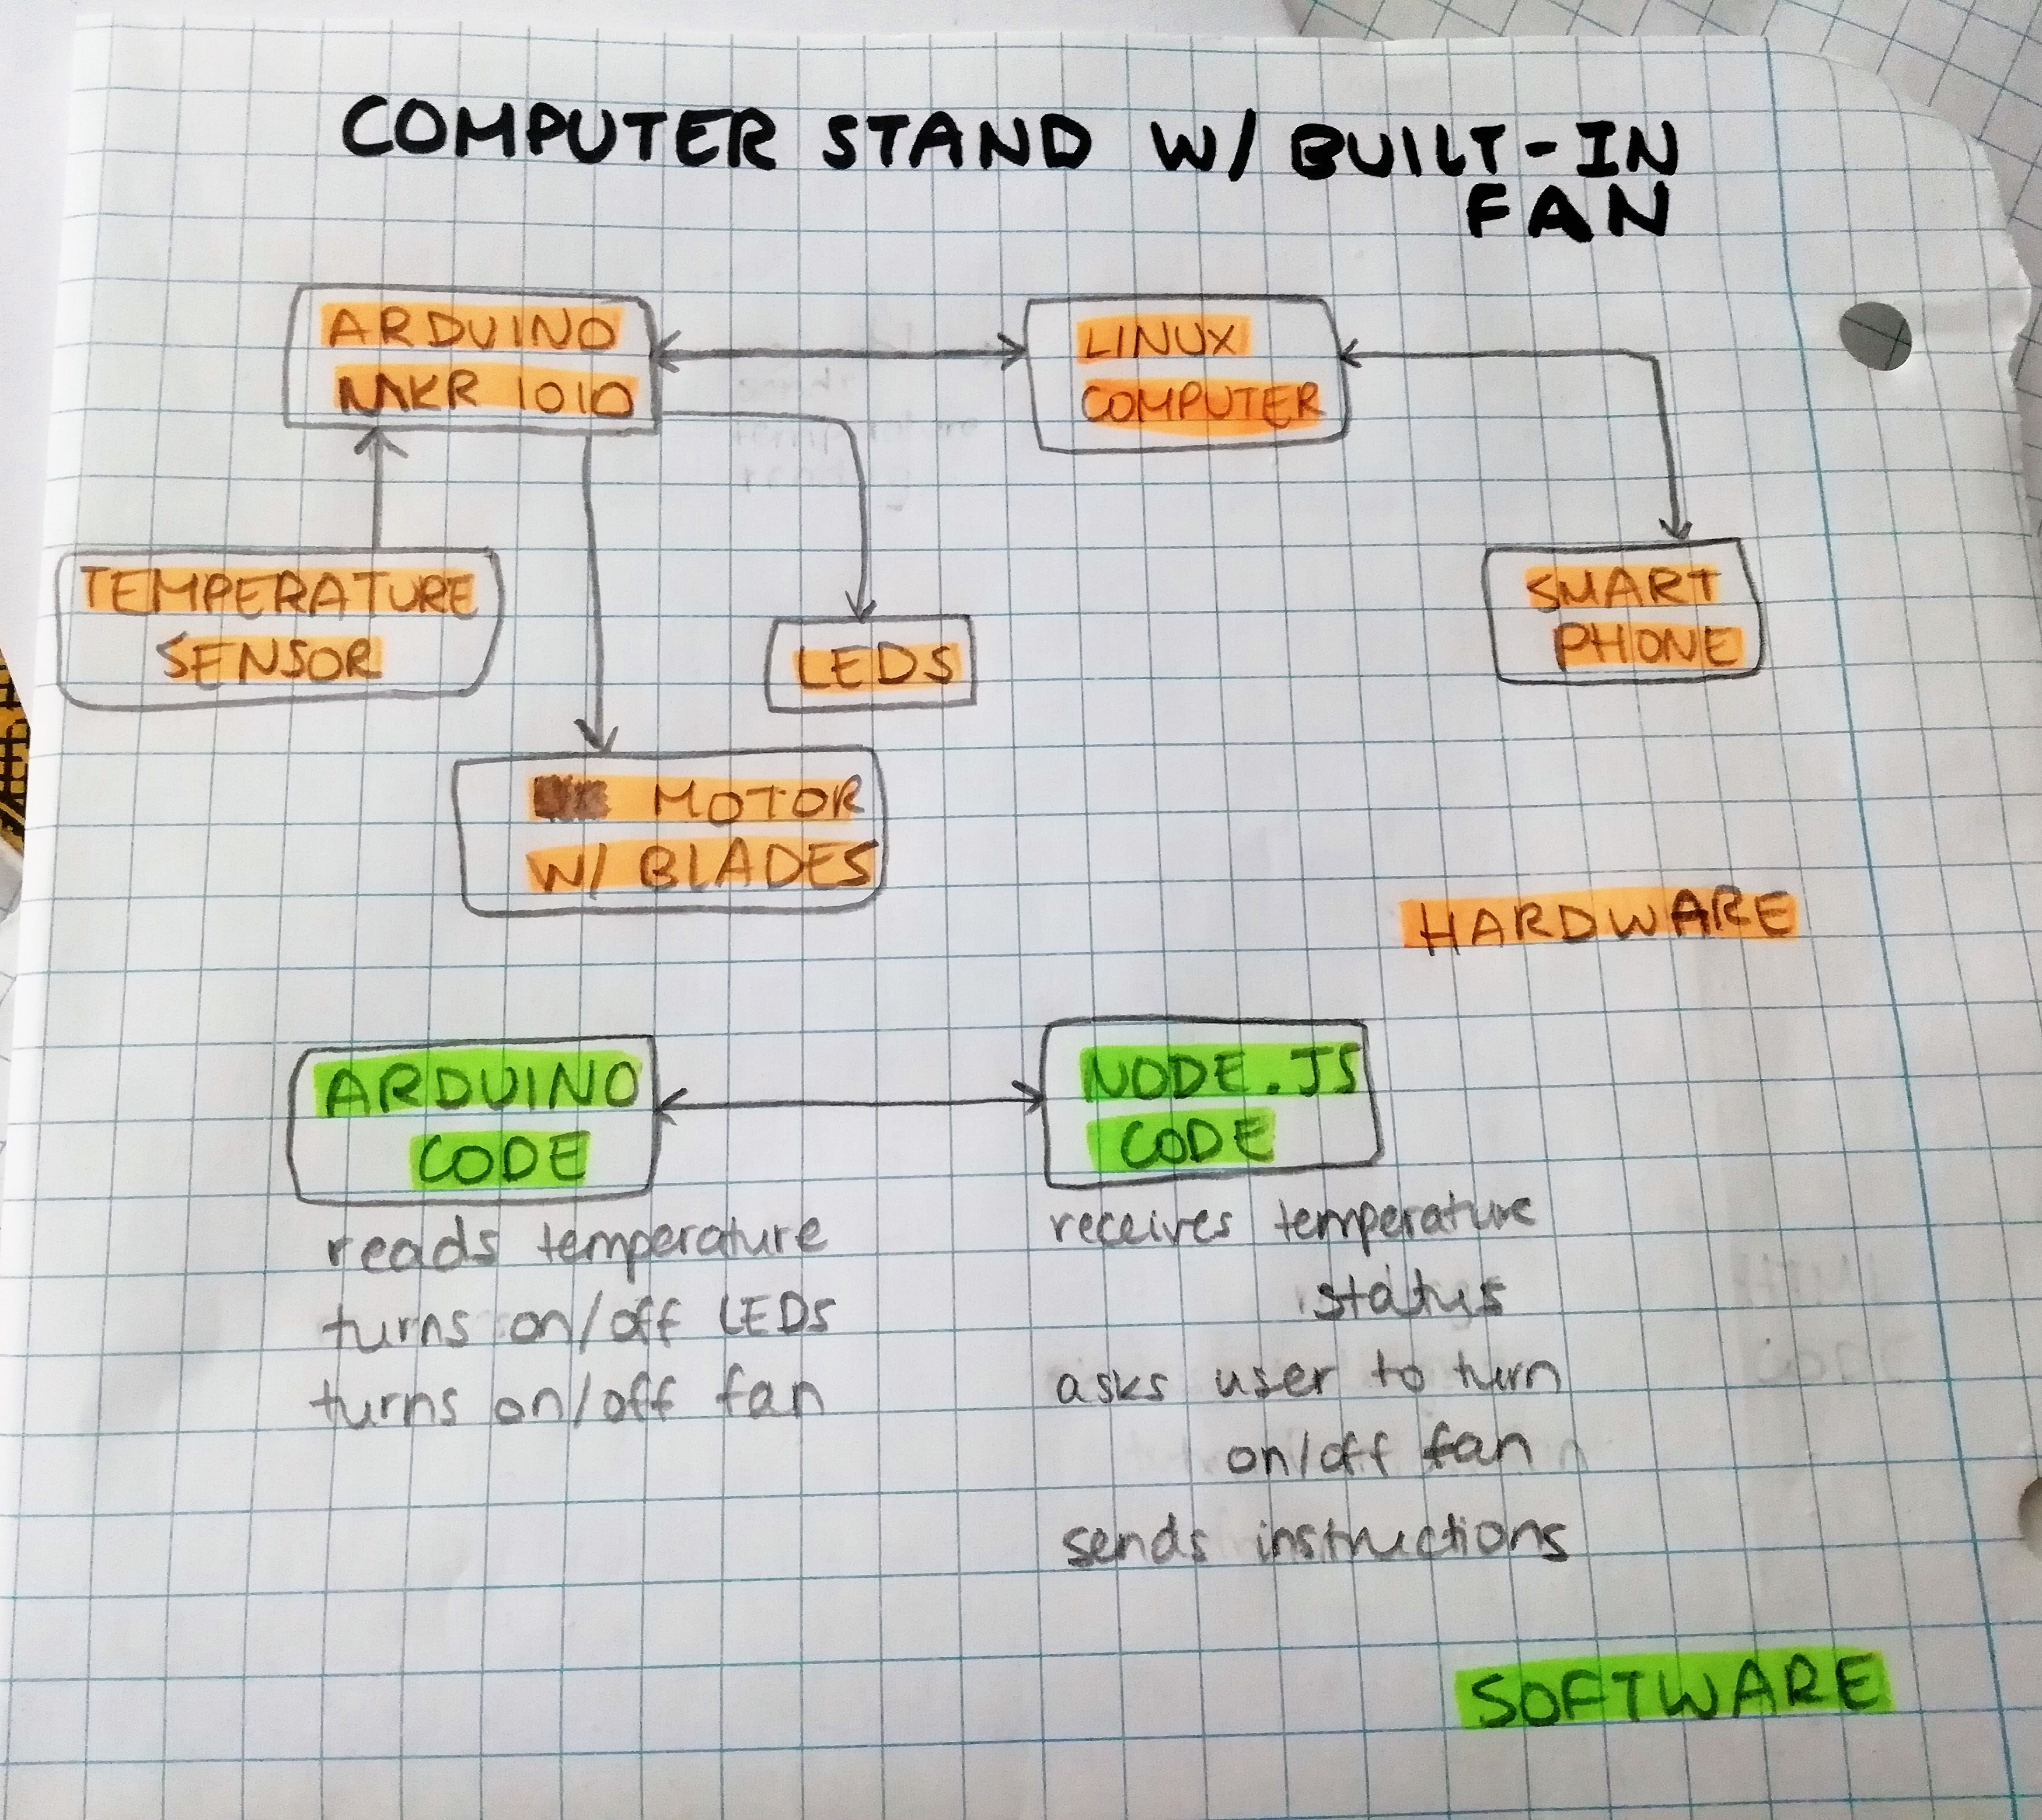 COMPUTER STAND W/ BUILT-IN
FAN
ARDUINO
MKR 1010
LINUX
COMPUTER
TEMPERATURE
SENSOR
LEDS
SMART
PHONE
MOTOR
W/ BLADES
HARDWARE
ARDUINO
CODE
reads temperature
turns on/off LEDs
turns on/off fan
NODE.JS
CODE
receives temperature
status
asks user to turn
on/off fan
sends instructions
SOFTWARE